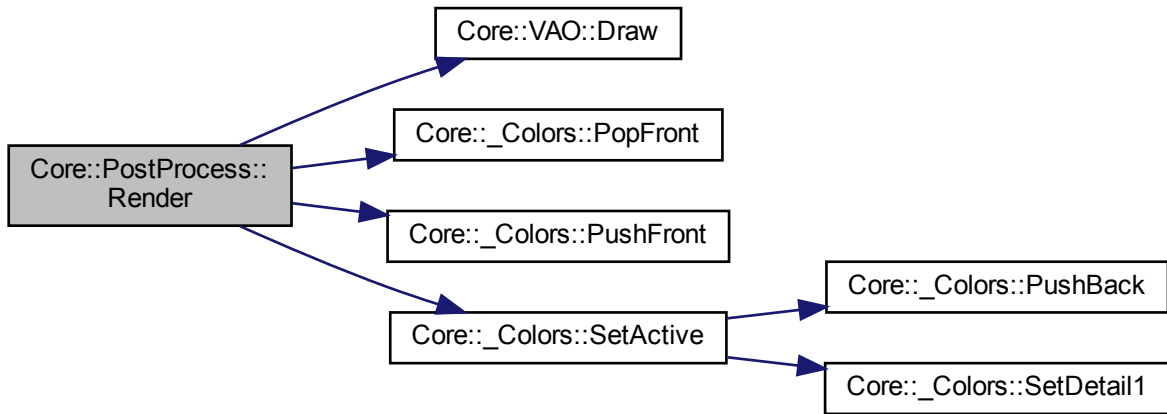 Core::VAO::Draw
Core::_Colors::PopFront
Core::PostProcess::
Render
Core::_Colors::PushFront
Core::_Colors::PushBack
Core::_Colors::SetActive
Core::_Colors::SetDetail1